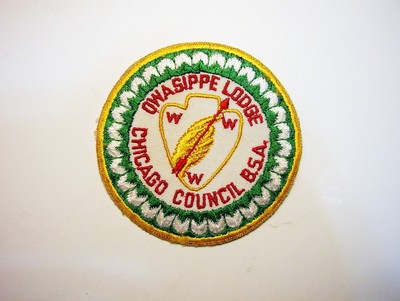 OWASIPPE LODGE
W W
W
CHICAGO COUNCIL B.S.A.